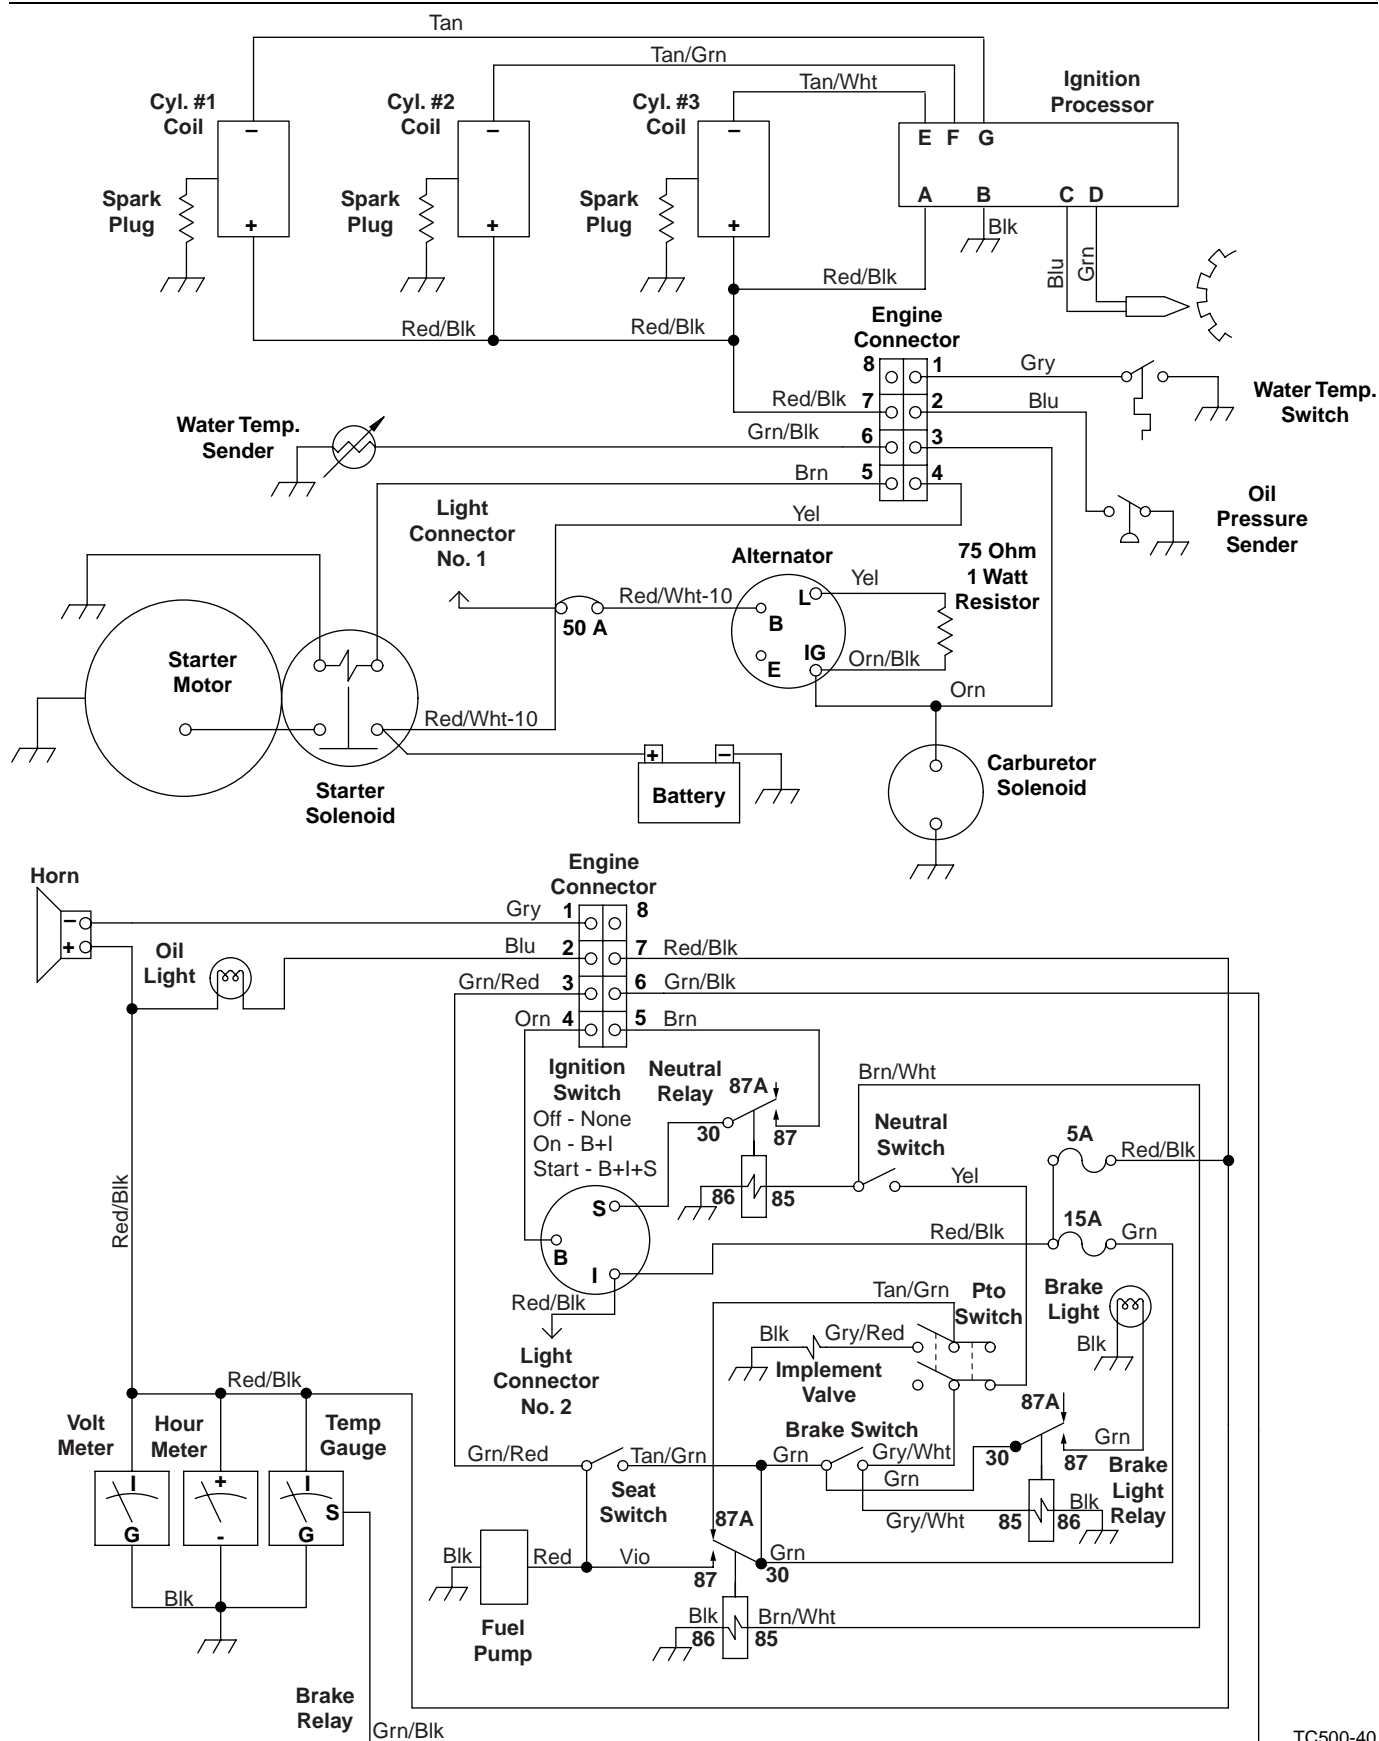 Tan
Tan/Grn
Tan/Wht
Ignition
Processor
Cyl. #1
Coil
Cyl. #2
Coil
Cyl. #3
Coil
–
–
–
E F G
Spark
Plug
Spark
Plug
Spark
Plug
+
+
+
A B C D
Blk
Blu
Grn
Red/Blk
Red/Blk
Red/Blk
Engine
Connector
8 1
Gry
Water Temp.
Switch
Red/Blk 7 2
Blu
Water Temp.
Sender
Grn/Blk 6 3
Brn 5 4
Yel
Oil
Pressure
Sender
Light
Connector
No. 1
Alternator
75 Ohm
1 Watt
Resistor
Yel
L
Red/Wht-10
B
50 A
IG
E
Orn/Blk
Orn
Starter
Motor
Red/Wht-10
+ –
Battery
Starter
Solenoid
Carburetor
Solenoid
Horn
Engine
Connector
–
Gry 1 8
+
Oil
Light
Blu 2 7 Red/Blk
Grn/Red 3 6 Grn/Blk
Orn 4 5 Brn
Ignition
Switch
Off - None
On - B+I
Start - B+I+S
Neutral
Relay
87A
30
87
Brn/Wht
Neutral
Switch
5A
Red/Blk
86 85
Yel
S
B
I
Red/Blk
15A
Grn
Red/Blk
Red/Blk
Light
Connector
No. 2
Tan/Grn
Pto
Switch
Brake
Light
Blk
Gry/Red
Implement
Valve
Blk
Red/Blk
Volt
Meter
Hour
Meter
Temp
Gauge
87A
Brake Switch
Grn/Red
Tan/Grn
Grn
Gry/Wht
Grn
30
87
Grn
Brake
Light
Relay
I
G
+
-
I
S
G
Seat
Switch
Gry/Wht
85 86
Blk
87A
Blk
Red
Vio
87
30
Grn
Fuel
Pump
Blk
Blk
86 85
Brn/Wht
Brake
Relay
Grn/Blk
TC500-40